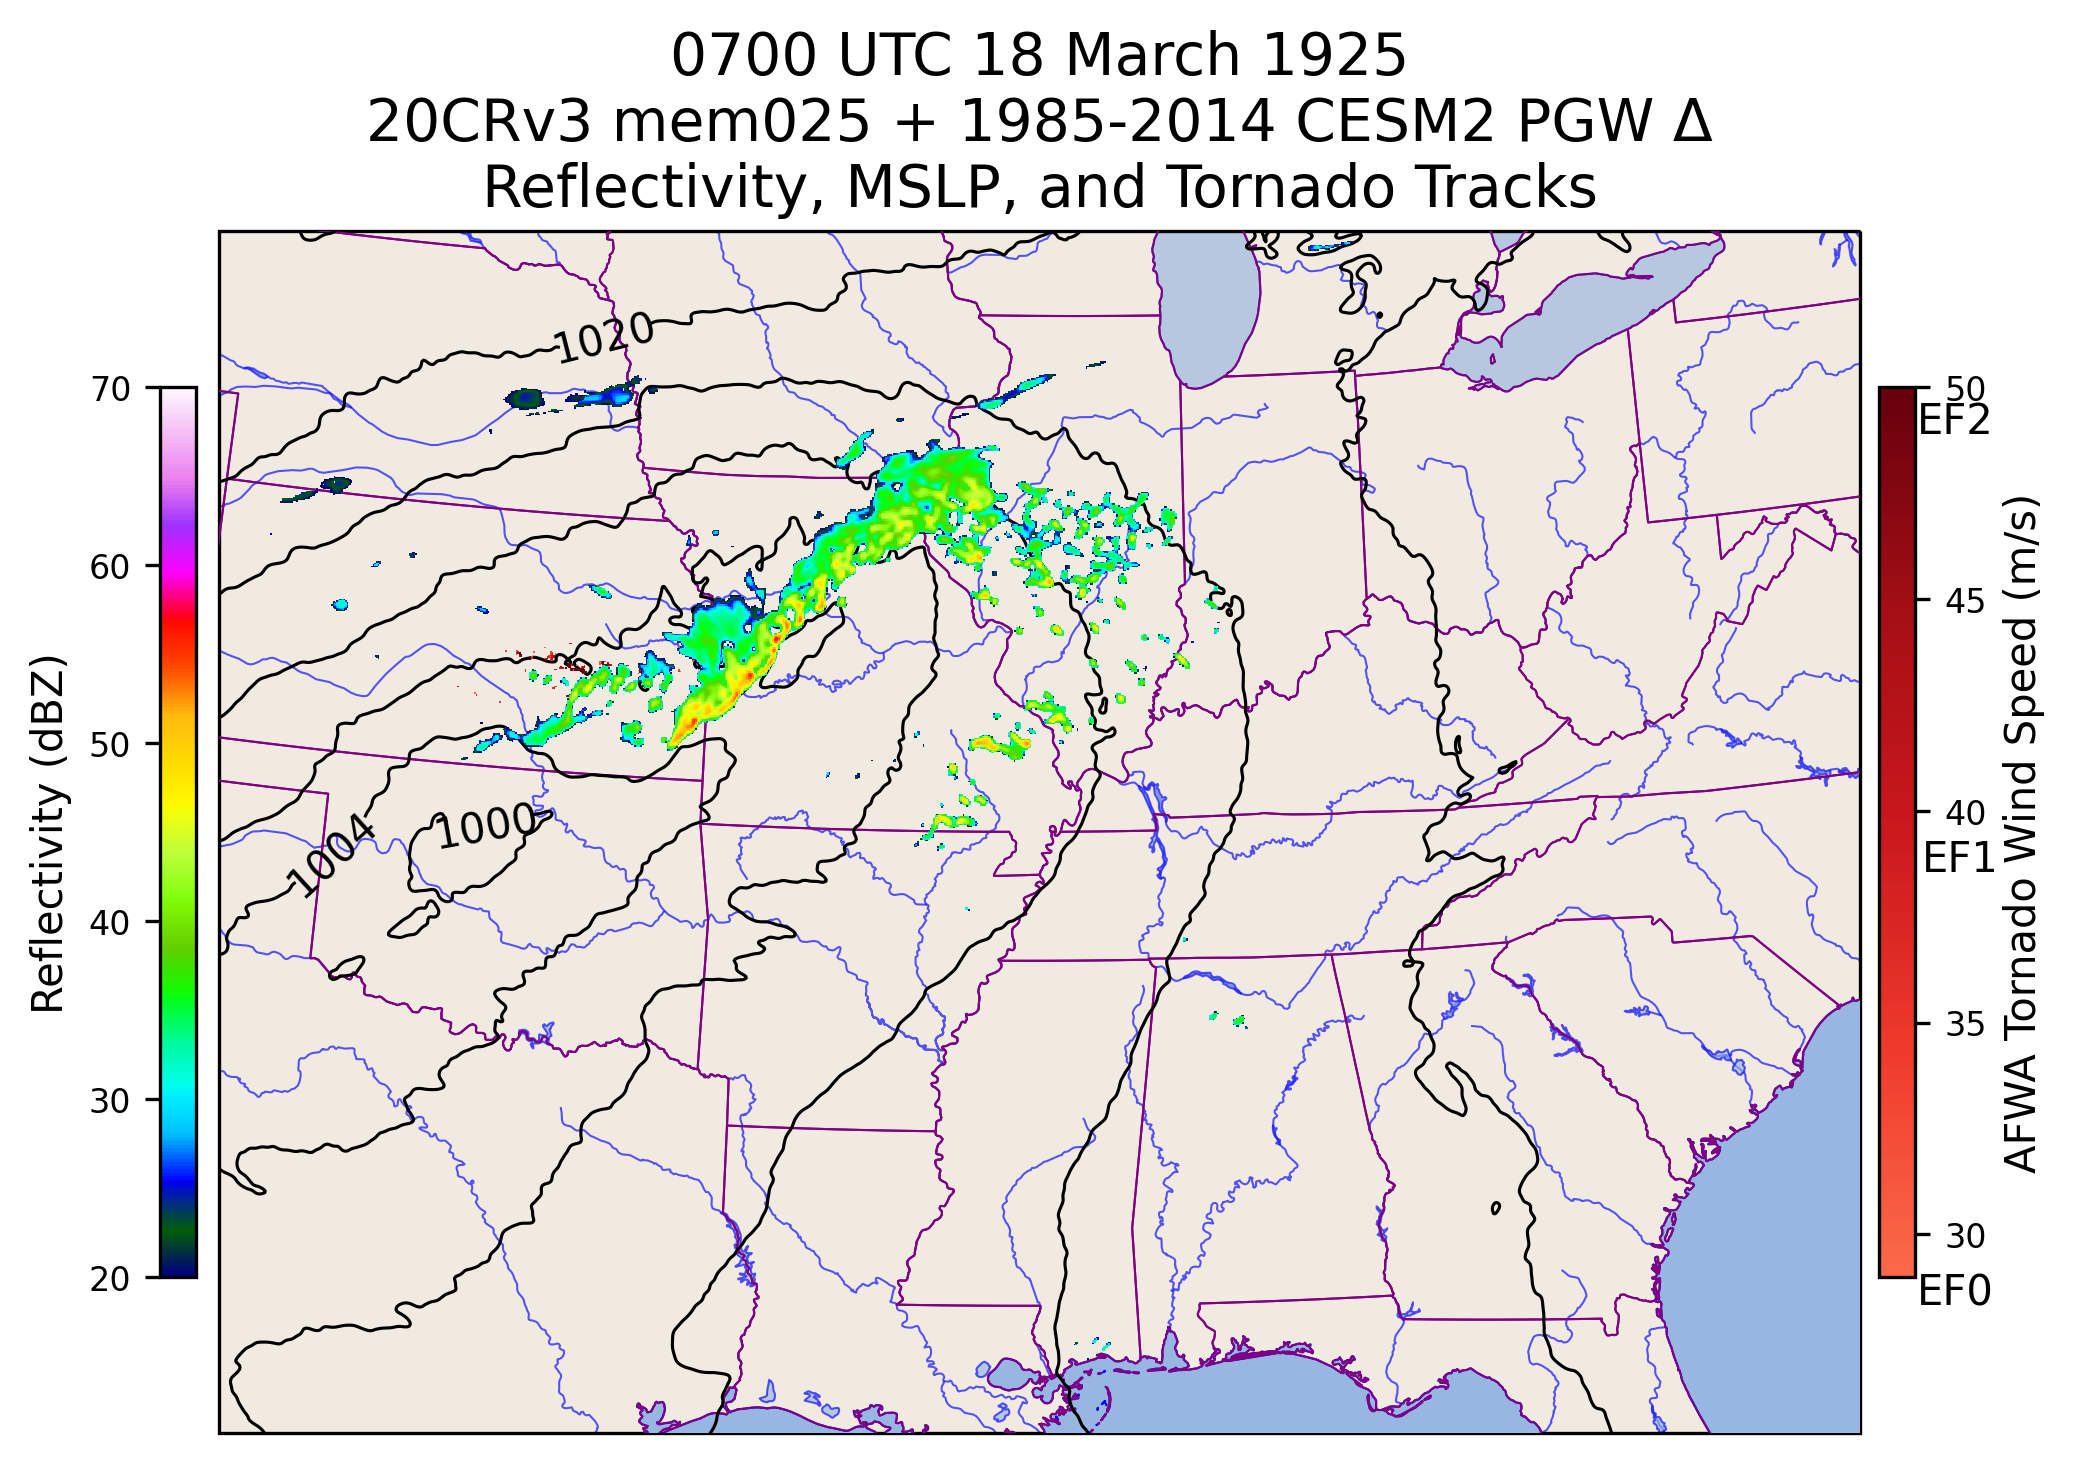 0700 UTC 18 March 1925
20CRv3 mem025 + 1985-2014 CESM2 PGW Δ
Reflectivity, MSLP, and Tornado Tracks
1020
1004
1000
70
60
50
40
30
20
Reflectivity (dBZ)
50
EF2
45
40
EF1
35
30
EF0
AFWA Tornado Wind Speed (m/s)